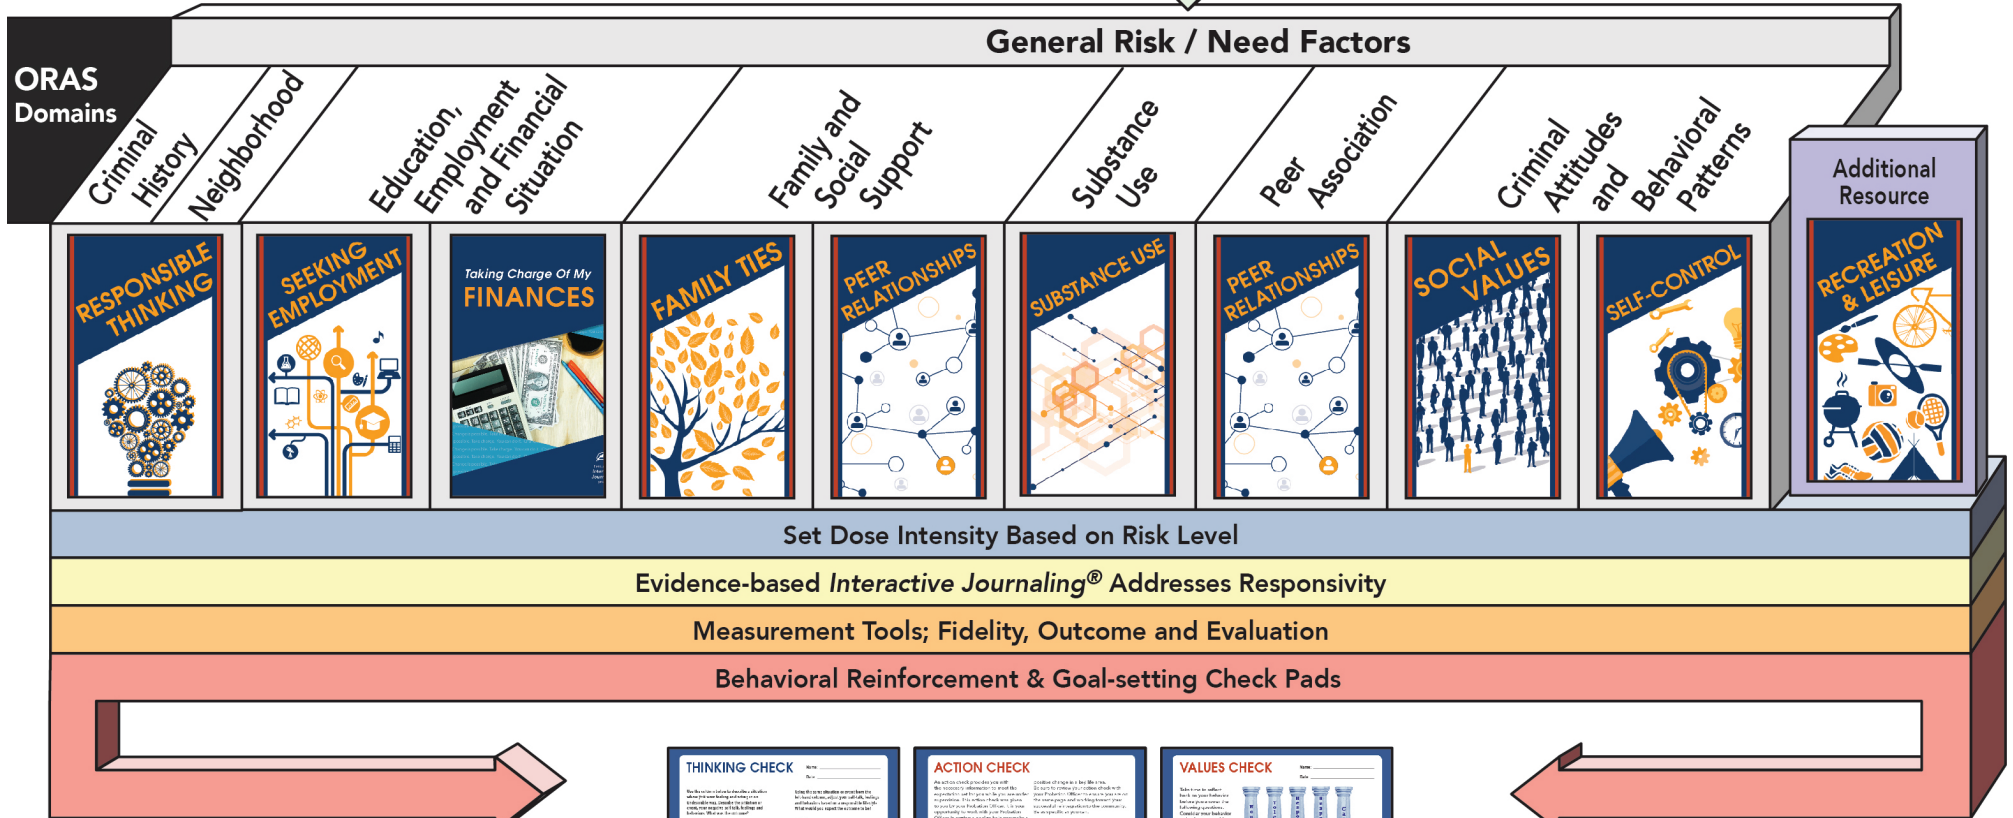 General Risk / Need Factors
ORAS
Domains
Criminal
History
Neighborhood
Education,
Employment
and Financial
Situation
Family and
Social
Support
Substance
Use
Peer
Association
Criminal
Attitudes
and
Behavioral
Patterns
Additional
Resource
RESPONSIBLE
THINKING
SEEKING
EMPLOYMENT
Taking Charge Of My
FINANCES
FAMILY TIES
PEER
RELATIONSHIPS
SUBSTANCE USE
PEER
RELATIONSHIPS
SOCIAL
VALUES
SELF-CONTROL
RECREATION
& LEISURE
Set Dose Intensity Based on Risk Level
Evidence-based Interactive Journaling® Addresses Responsivity
Measurement Tools; Fidelity, Outcome and Evaluation
Behavioral Reinforcement & Goal-setting Check Pads
THINKING CHECK
Name:
Date:
ACTION CHECK
VALUES CHECK
Name:
Date: